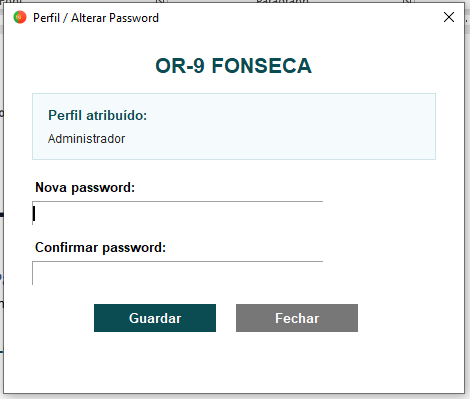 Perfil / Alterar Password
OR-9 FONSECA
Perfil atribuído:
Administrador
Nova password:
Confirmar password:
Guardar
Fechar